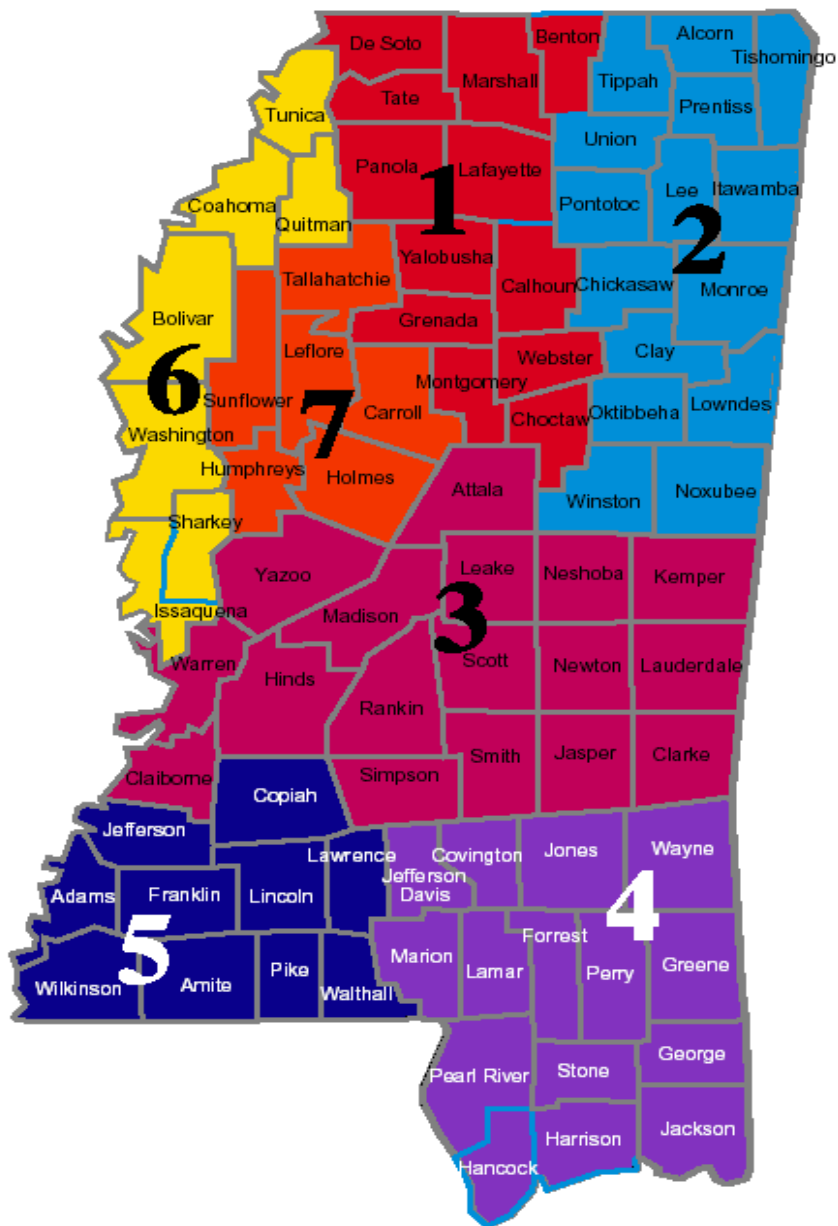 De Soto
Benton
Alcorn
Tishomingo
Marshall
Tippah
Tate
Prentiss
Tunica
Union
Panola
Lafayette
1
Lee
Itawamba
Coahoma
Pontotoc
Quitman
2
Yalobusha
Tallahatchie
Calhoun
Chickasaw
Monroe
Bolivar
Grenada
Leflore
Webster
Clay
6
Montgomery
Sunflower
7
Carroll
Choctaw
Oktibbeha
Lowndes
Washington
Humphreys
Holmes
Attala
Winston
Noxubee
Sharkey
Yazoo
Leake
Neshoba
Kemper
Issaquena
Madison
3
Warren
Hinds
Scott
Newton
Lauderdale
Rankin
Claiborne
Simpson
Smith
Jasper
Clarke
Copiah
Jefferson
Lawrence
Covington
Jones
Wayne
Jefferson
Davis
Adams
Franklin
Lincoln
4
5
Forrest
Marion
Lamar
Perry
Greene
Wilkinson
Amite
Pike
Walthall
George
Pearl River
Stone
Jackson
Harrison
Hancock